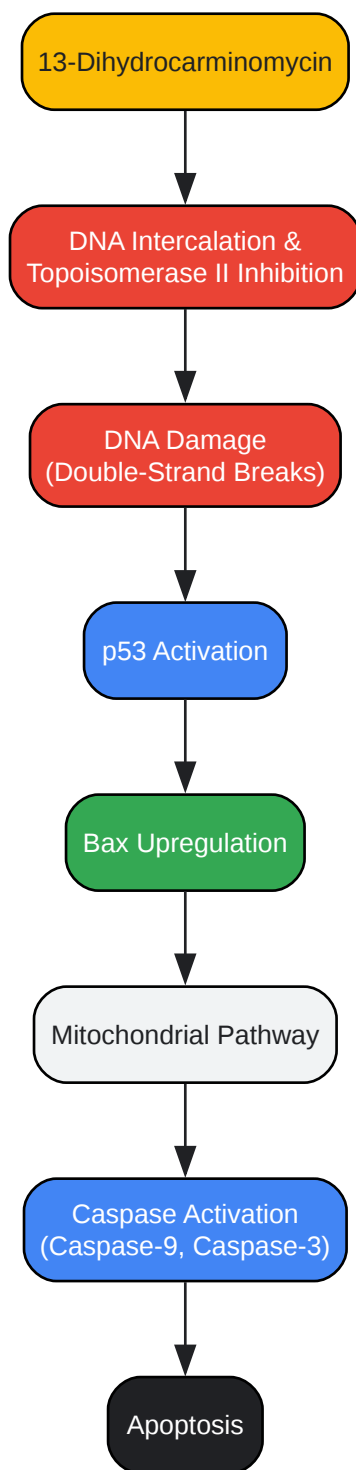 13-Dihydrocarminomycin
DNA Intercalation &
Topoisomerase II Inhibition
DNA Damage
(Double-Strand Breaks)
p53 Activation
Bax Upregulation
Mitochondrial Pathway
Caspase Activation
(Caspase-9, Caspase-3)
Apoptosis